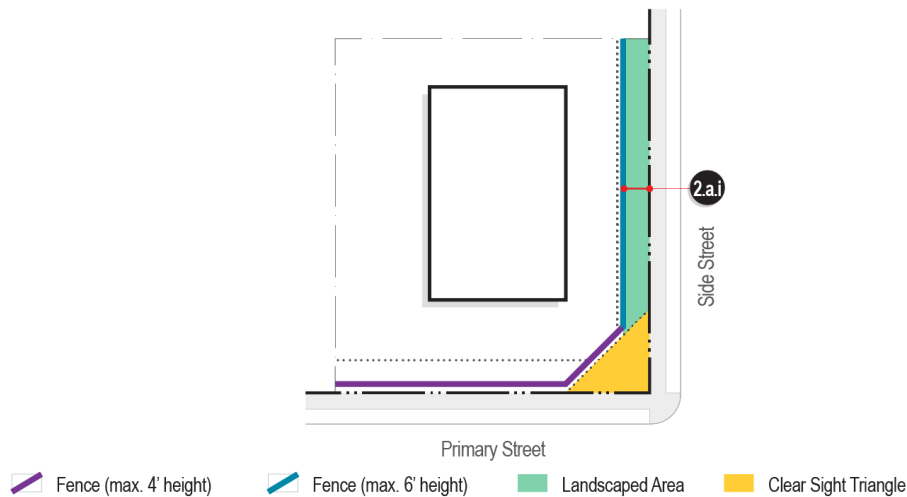 2.a.i
Side Street
Primary Street
Fence (max. 4' height)
Fence (max. 6' height)
Landscaped Area
Clear Sight Triangle